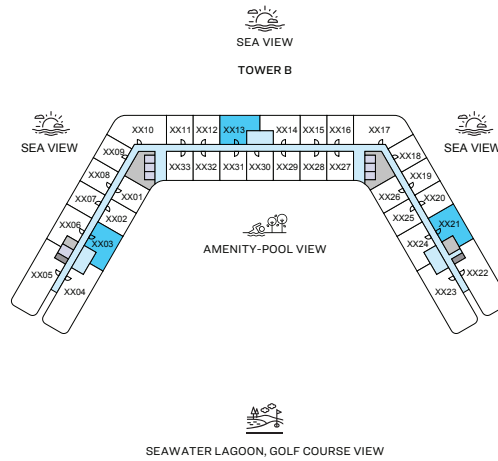 SEA VIEW
TOWER B
SEA VIEW
SEA VIEW
XX10
XX11
XX12
XX13
XX14
XX15
XX16
XX17
XX09
XX08
XX07
XX06
XX05
XX33
XX32
XX31
XX30
XX29
XX28
XX27
XX18
XX19
XX20
XX21
XX22
XX01
XX02
XX03
XX04
XX26
XX25
XX24
XX23
AMENITY-POOL VIEW
SEAWATER LAGOON, GOLF COURSE VIEW